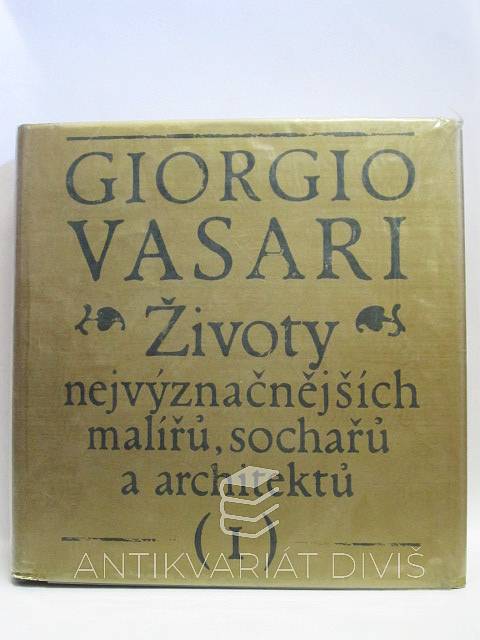 GIORGIO
VASARI
Životy
nejvýznačnějších
malířů, sochařů
a architektů
(I)
ANTIKVARIÁT DIVIŠ